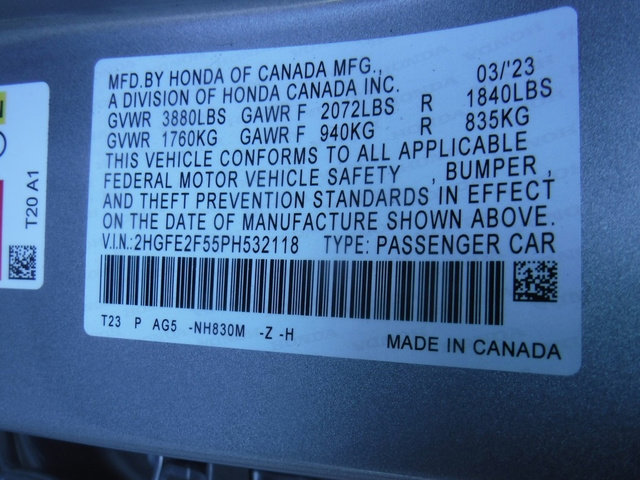 MFD.BY HONDA OF CANADA MFG., 03/'23
A DIVISION OF HONDA CANADA INC.
GVWR 3880LBS GAWR F 2072LBS R 1840LBS
GVWR 1760KG GAWR F 940KG R 835KG
THIS VEHICLE CONFORMS TO ALL APPLICABLE
FEDERAL MOTOR VEHICLE SAFETY , BUMPER ,
AND THEFT PREVENTION STANDARDS IN EFFECT
ON THE DATE OF MANUFACTURE SHOWN ABOVE.
V.I.N.:2HGFE2F55PH532118 TYPE: PASSENGER CAR
T23 P AG5 -NH830M -Z -H
MADE IN CANADA
T20 A1